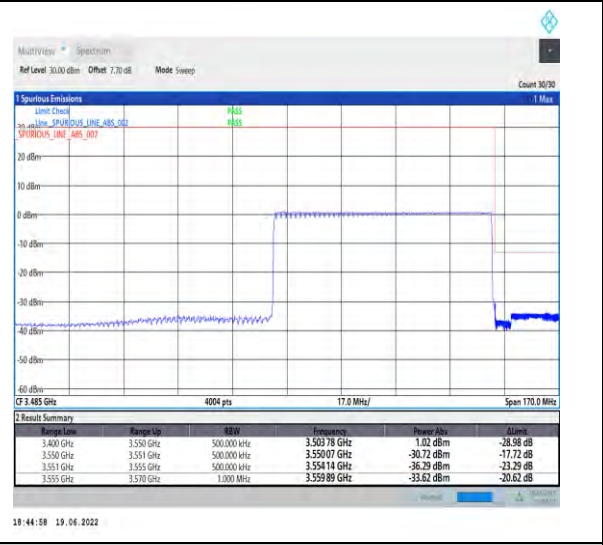 MultiView Spectrum
Ref Level 30.00 dBm Offset 7.70 dB Mode Sweep
Count 30/30
1 Spurious Emissions 1 Max
Limit Check PASS
Line _SPURIOUS_LINE_ABS_002 PASS
_SPURIOUS_LINE_ABS_002
20 dBm
10 dBm
0 dBm
-10 dBm
-20 dBm
-30 dBm
-40 dBm
-50 dBm
-60 dBm
CF 3.485 GHz 4004 pts 17.0 MHz/ Span 170.0 MHz
2 Result Summary
Range Low Range Up RBW Frequency Power Abs ΔLimit
3.400 GHz 3.550 GHz 500.000 kHz 3.50378 GHz 1.02 dBm -28.98 dB
3.550 GHz 3.551 GHz 500.000 kHz 3.55007 GHz -30.72 dBm -17.72 dB
3.551 GHz 3.555 GHz 500.000 kHz 3.55414 GHz -36.29 dBm -23.29 dB
3.555 GHz 3.570 GHz 1.000 MHz 3.55989 GHz -33.62 dBm -20.62 dB
18:44:58 19.06.2022